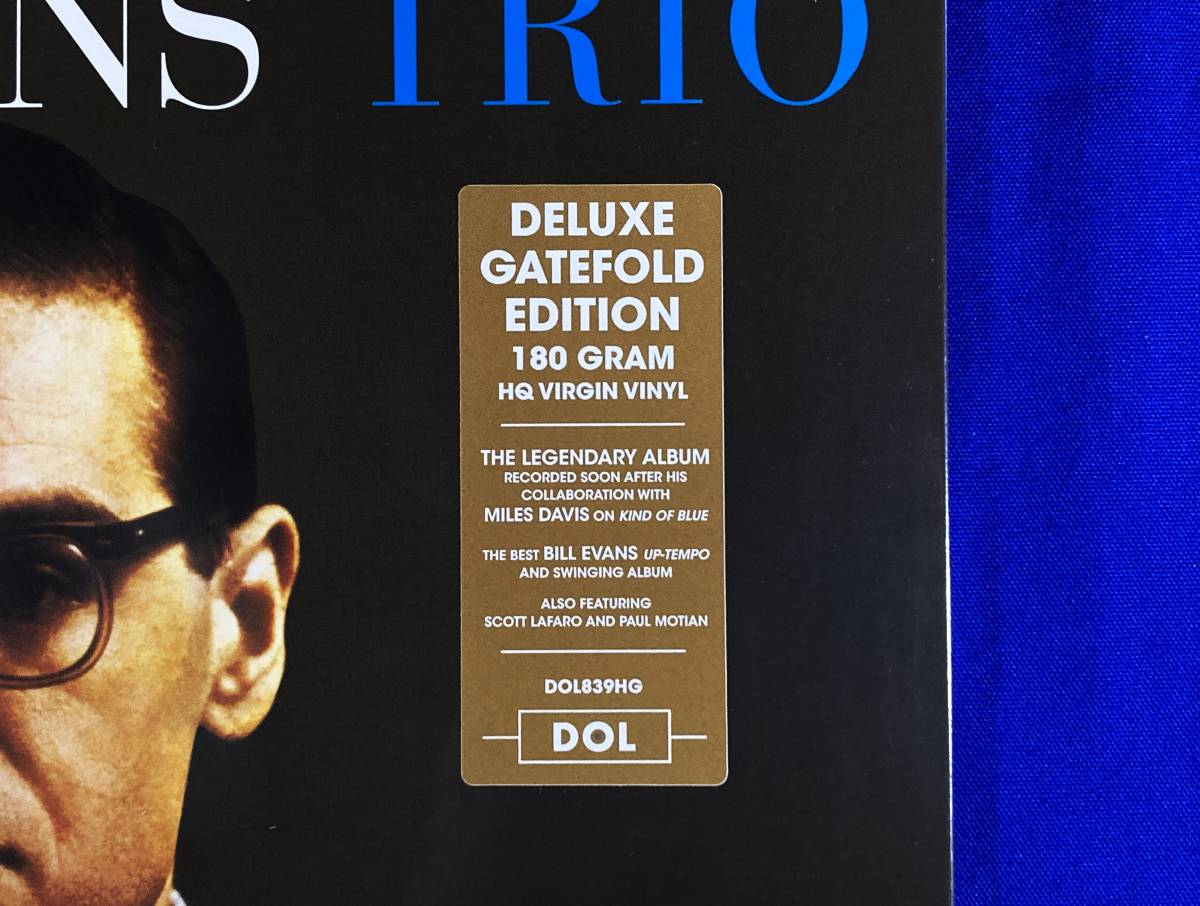 NS TRIO
DELUXE
GATEFOLD
EDITION
180 GRAM
HQ VIRGIN VINYL
THE LEGENDARY ALBUM
RECORDED SOON AFTER HIS
COLLABORATION WITH
MILES DAVIS ON KIND OF BLUE
THE BEST BILL EVANS UP-TEMPO
AND SWINGING ALBUM
ALSO FEATURING
SCOTT LAFARO AND PAUL MOTIAN
DOL839HG
DOL